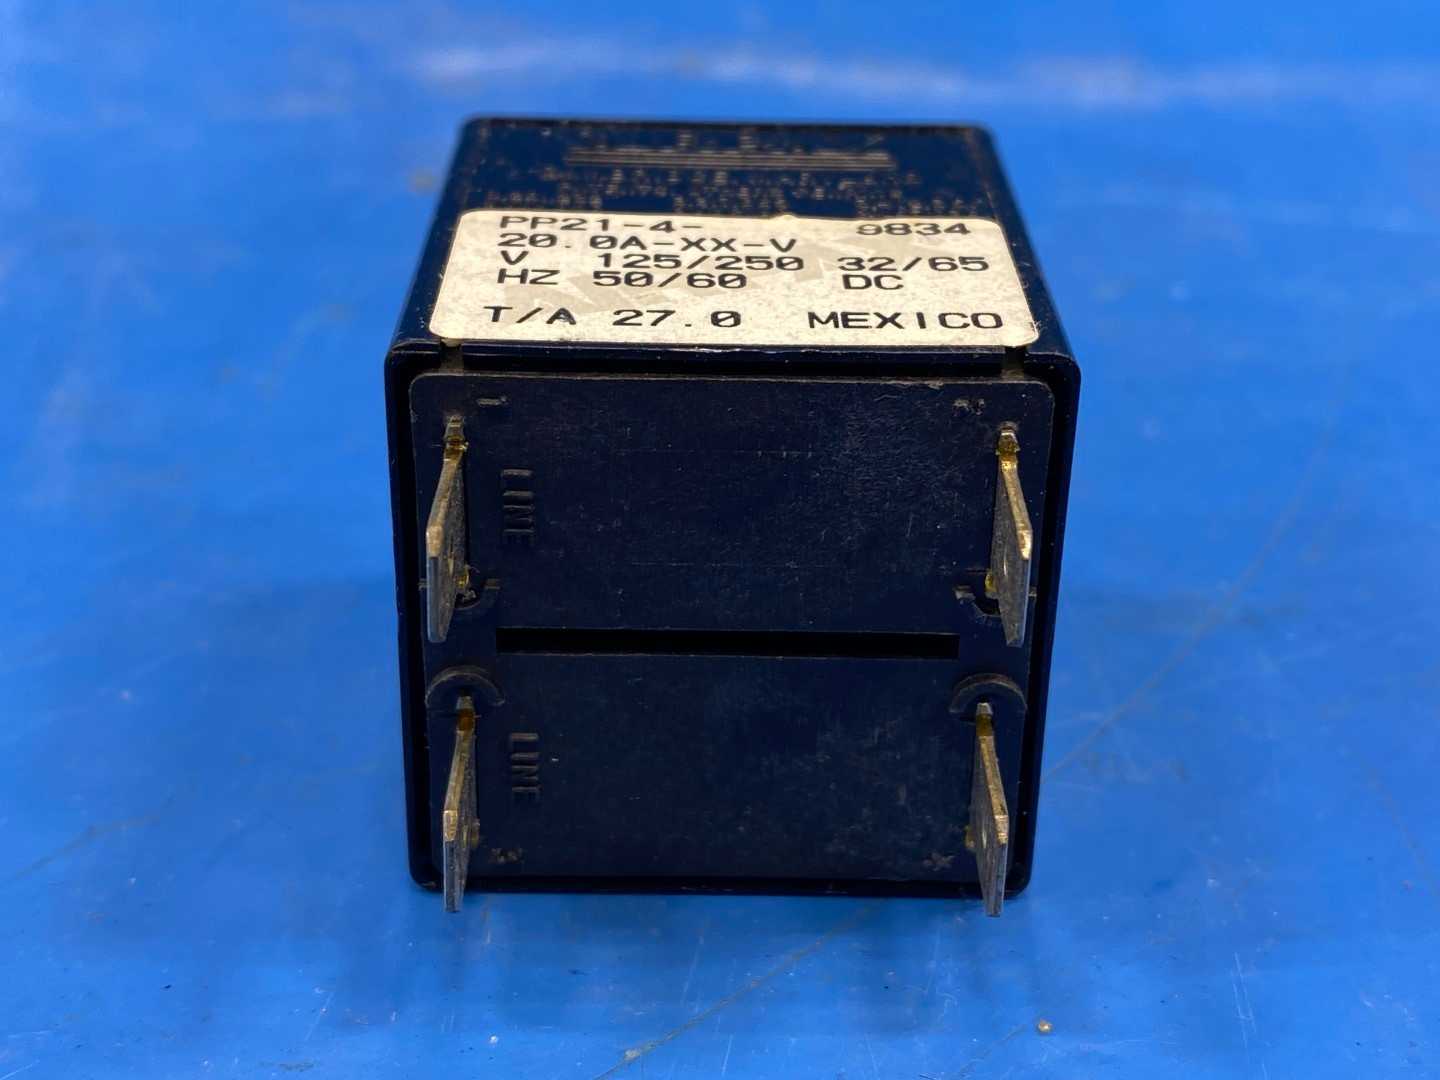 PP21-4- 9834
20.0A-XX-V
V 125/250 32/65
HZ 50/60 DC
T/A 27.0 MEXICO
1
LINE
LINE